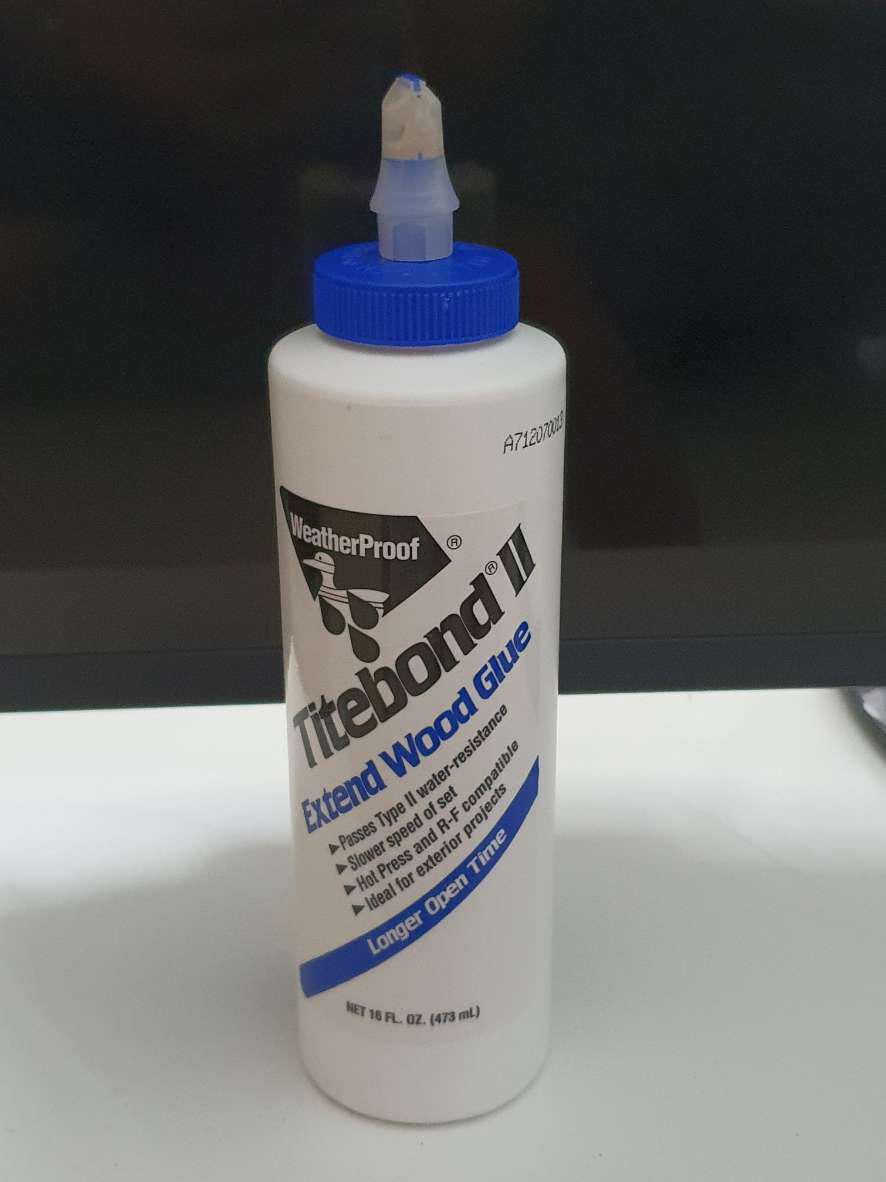 A71207001
WeatherProof®
Titebond® II
Extend Wood Glue
▶Passes Type II water-resistance
▶Slower speed of set
▶Hot Press and R-F compatible
▶Ideal for exterior projects
Longer Open Time
NET 16 FL. OZ. (473 mL)